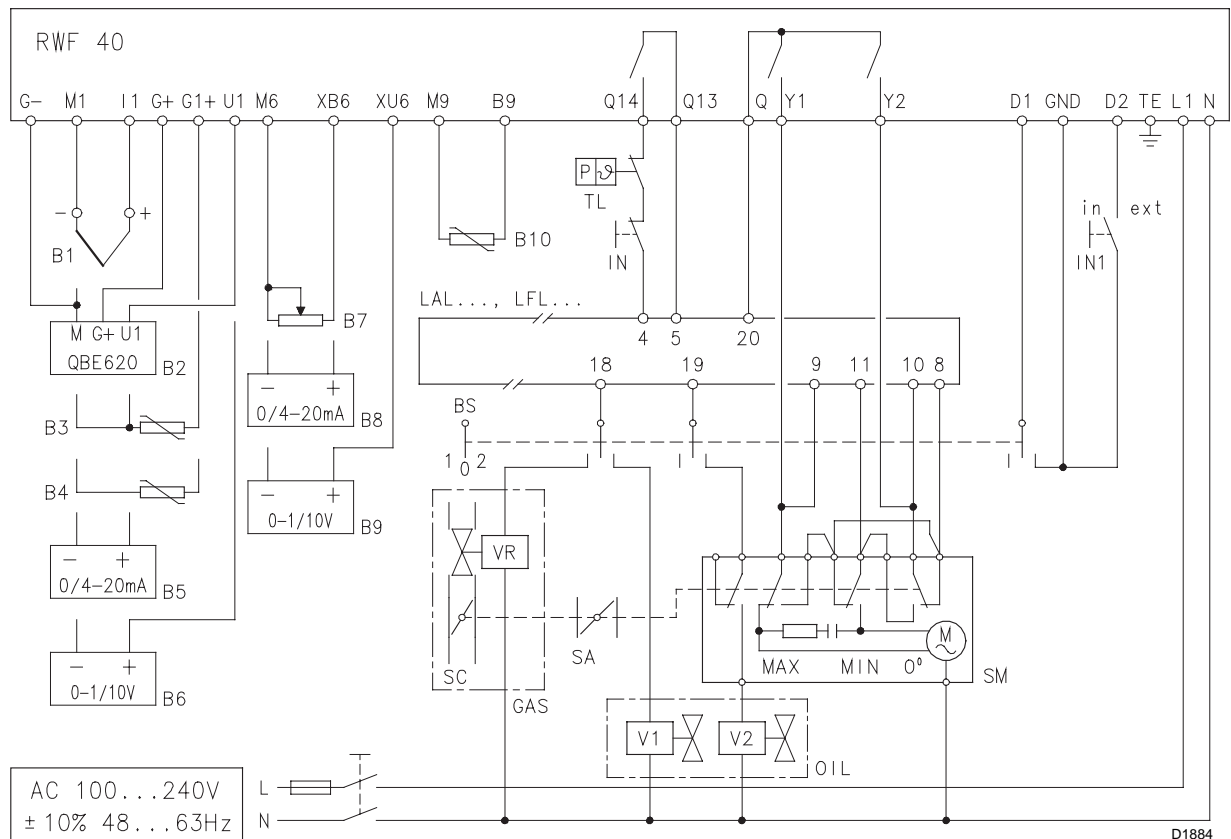 RWF 40
G- M1 I1 G+ G1+ U1 M6 XB6 XU6 M9 B9 Q14 Q13 Q Y1 Y2 D1 GND D2 TE L1 N
P ϑ
TL
- +
B1
B10
in ext
IN
IN1
LAL..., LFL...
M G+ U1
QBE620
B2
B7
4 5 20
18 19 9 11 10 8
- +
0/4-20mA
B8
B3
BS
1 0 2
B4
- +
0-1/10V
B9
- +
0/4-20mA
B5
VR
M
SC
SA
MAX MIN 0°
SM
GAS
- +
0-1/10V
B6
V1 V2
OIL
AC 100...240V
± 10% 48...63Hz
L
N
D1884